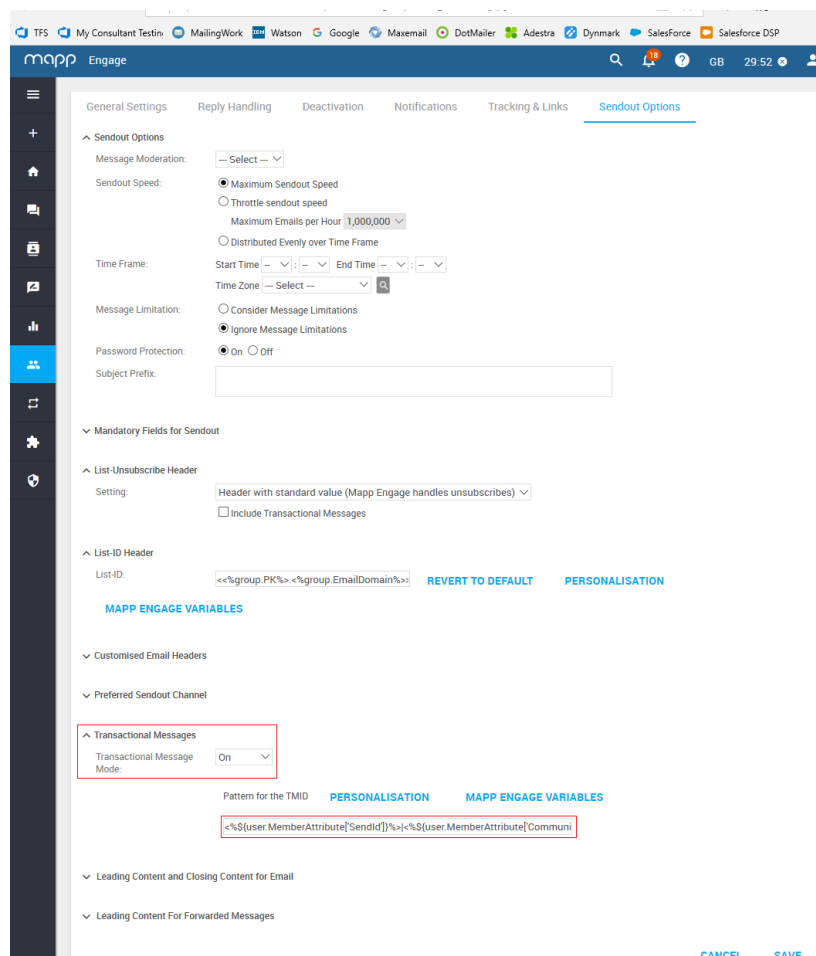 TFS My Consultant Testin MailingWork IBM Watson G Google Maxemail DotMailer Adestra Dynmark SalesForce Salesforce DSP
mapp Engage 18 ? GB 29:52
General Settings Reply Handling Deactivation Notifications Tracking & Links Sendout Options
Sendout Options
Message Moderation: --- Select ---
Sendout Speed: Maximum Sendout Speed
Throttle sendout speed
Maximum Emails per Hour 1,000,000
Distributed Evenly over Time Frame
Time Frame: Start Time -- : -- End Time -- : --
Time Zone --- Select ---
Message Limitation: Consider Message Limitations
Ignore Message Limitations
Password Protection: On Off
Subject Prefix:
Mandatory Fields for Sendout
List-Unsubscribe Header
Setting: Header with standard value (Mapp Engage handles unsubscribes)
Include Transactional Messages
List-ID Header
List-ID: <<%group.PK%>.<%group.EmailDomain%>> REVERT TO DEFAULT PERSONALISATION
MAPP ENGAGE VARIABLES
Customised Email Headers
Preferred Sendout Channel
Transactional Messages
Transactional Message
Mode: On
Pattern for the TMID PERSONALISATION MAPP ENGAGE VARIABLES
<%${user.MemberAttribute['SendId']}%>|<%${user.MemberAttribute['Communi
Leading Content and Closing Content for Email
Leading Content For Forwarded Messages
CANCEL SAVE